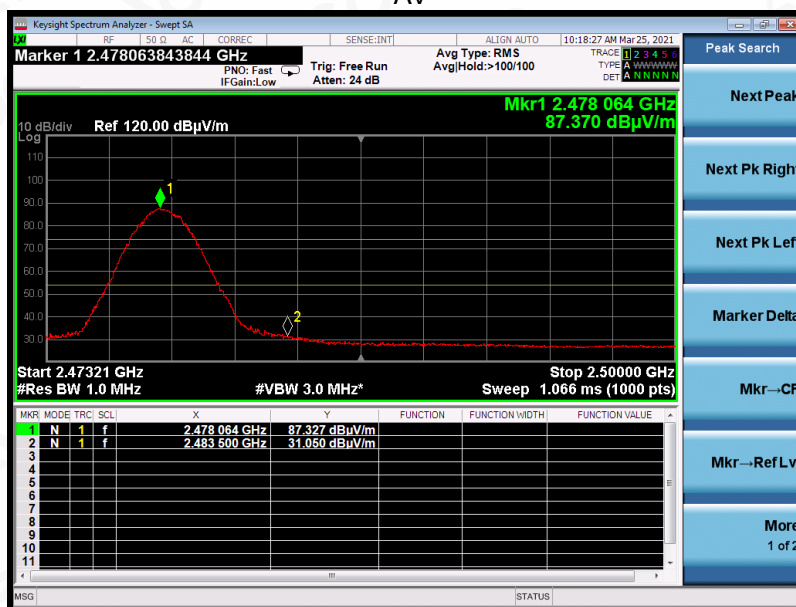 AV
Keysight Spectrum Analyzer - Swept SA
LXI RF 50 Ω AC CORREC SENSE:INT ALIGN AUTO 10:18:27 AM Mar 25, 2021
Marker 1 2.478063843844 GHz
PNO: Fast
IFGain:Low
Trig: Free Run
Atten: 24 dB
Avg Type: RMS
Avg|Hold:>100/100
TRACE 1 2 3 4 5 6
TYPE A WWWWW
DET A N N N N N
Mkr1 2.478 064 GHz
87.370 dBµV/m
10 dB/div Ref 120.00 dBµV/m
Log
110
100
90.0
80.0
70.0
60.0
50.0
40.0
30.0
1
2
Start 2.47321 GHz Stop 2.50000 GHz
#Res BW 1.0 MHz #VBW 3.0 MHz* Sweep 1.066 ms (1000 pts)
MKR MODE TRC SCL X Y FUNCTION FUNCTION WIDTH FUNCTION VALUE
1 N 1 f 2.478 064 GHz 87.327 dBµV/m
2 N 1 f 2.483 500 GHz 31.050 dBµV/m
3
4
5
6
7
8
9
10
11
MSG STATUS
Peak Search
Next Peak
Next Pk Right
Next Pk Left
Marker Delta
Mkr→CF
Mkr→Ref Lv
More
1 of 2